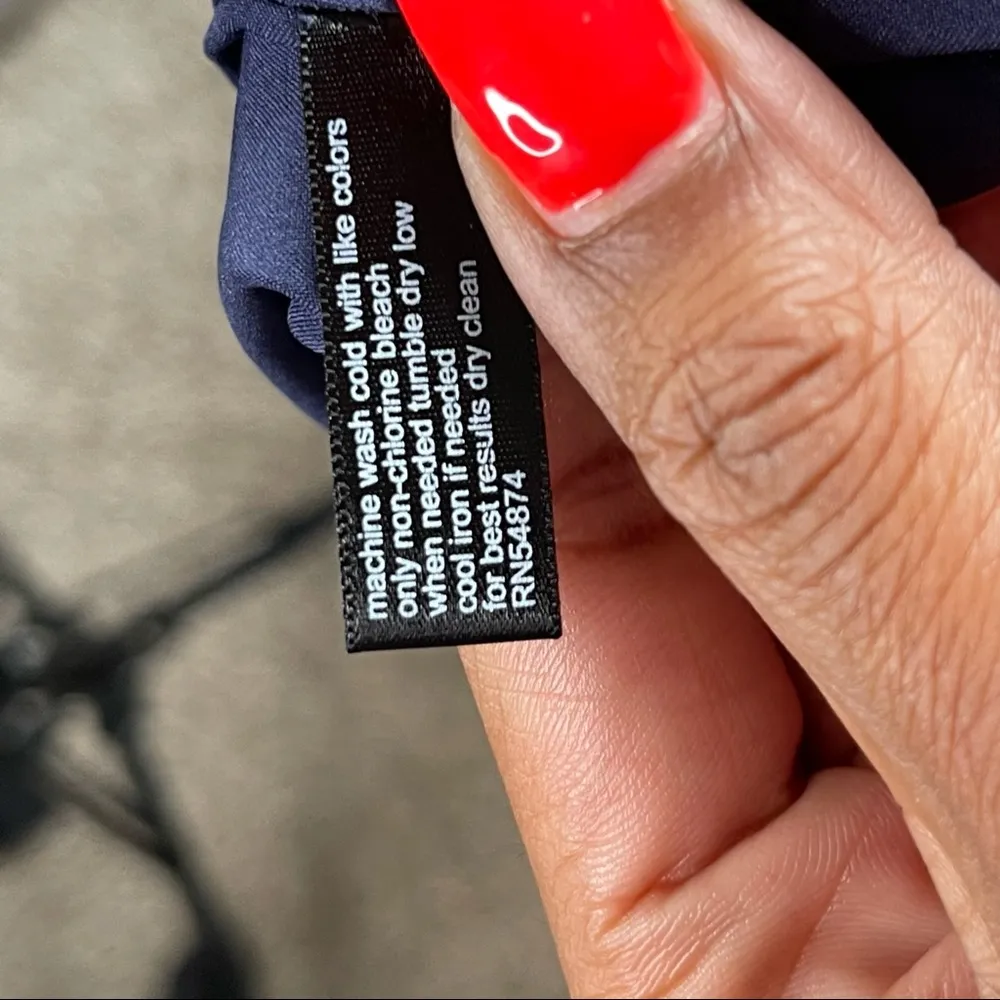 machine wash cold with like colors
only non-chlorine bleach
when needed tumble dry low
cool iron if needed
for best results dry clean
RN54874